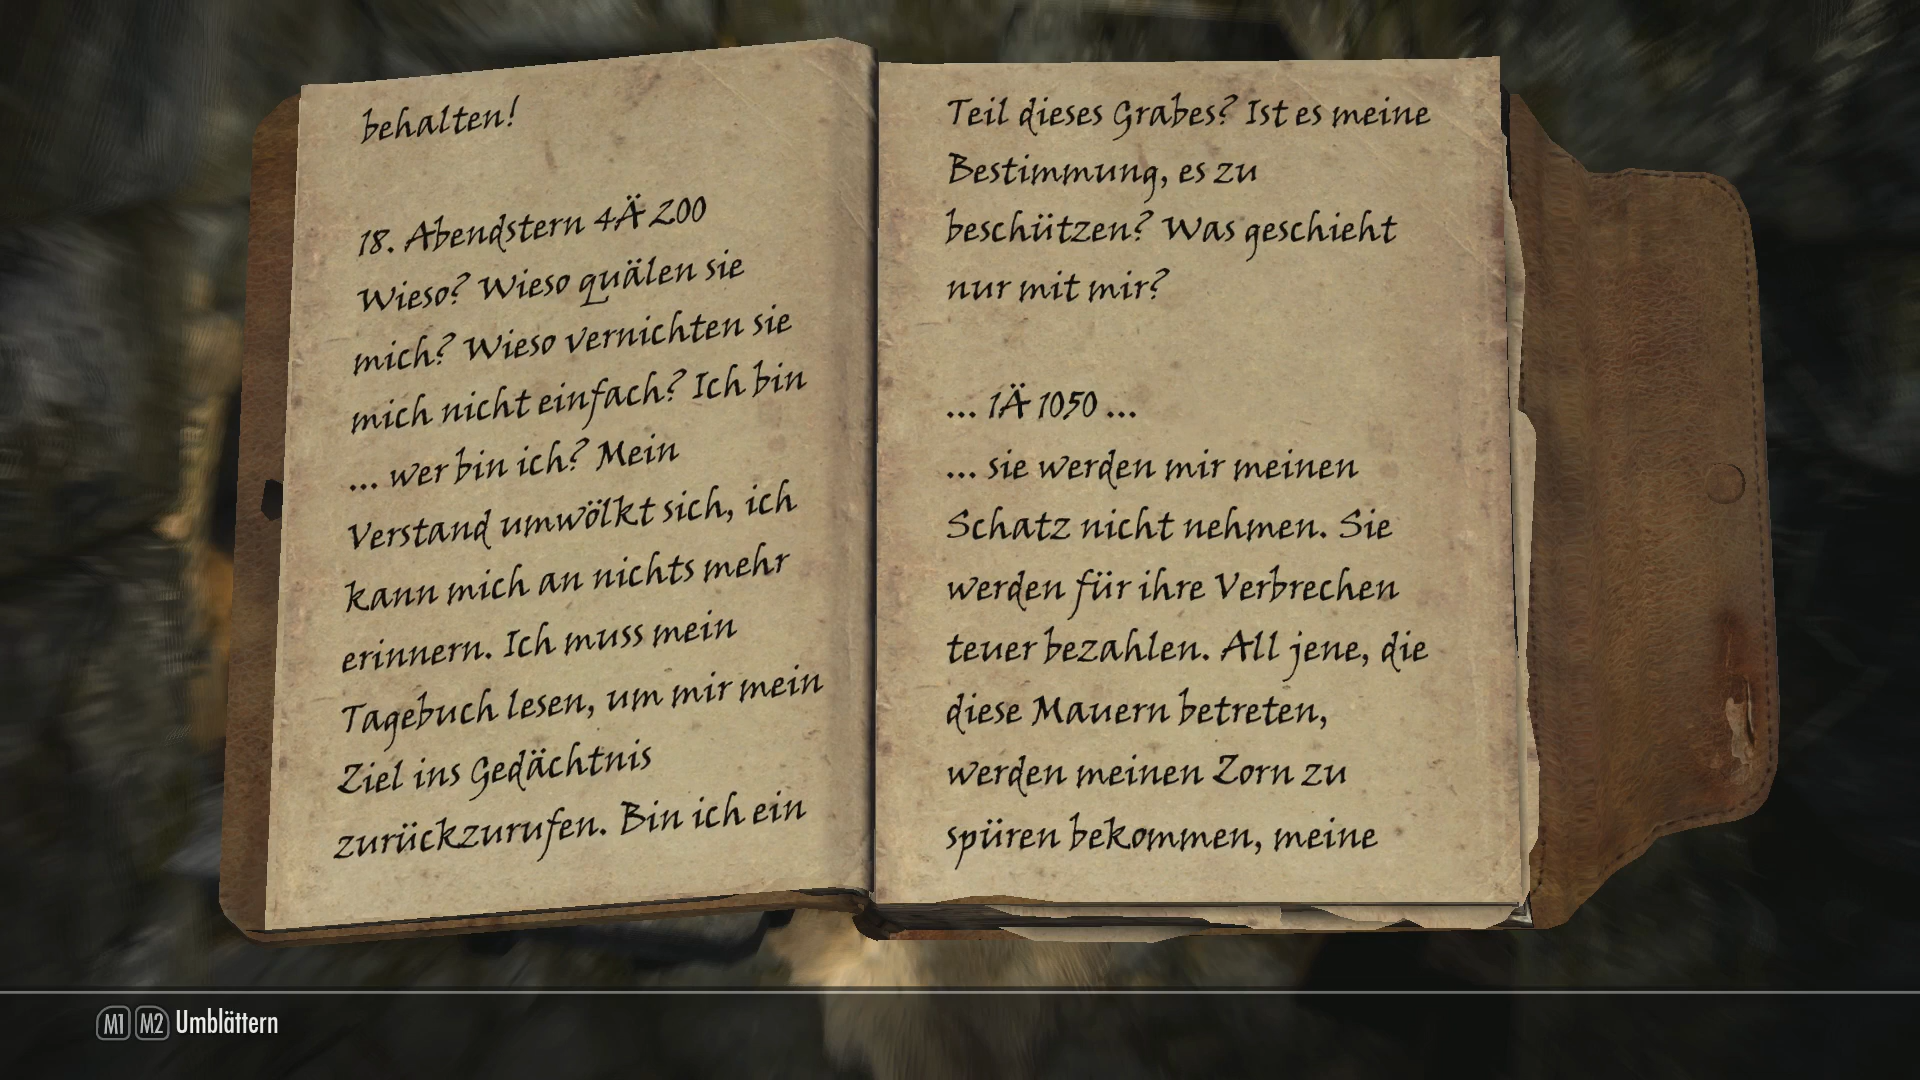 behalten!
18. Abendstern 4Ä 200
Wieso? Wieso quälen sie
mich? Wieso vernichten sie
mich nicht einfach? Ich bin
... wer bin ich? Mein
Verstand umwölkt sich, ich
kann mich an nichts mehr
erinnern. Ich muss mein
Tagebuch lesen, um mir mein
Ziel ins Gedächtnis
zurückzurufen. Bin ich ein
Teil dieses Grabes? Ist es meine
Bestimmung, es zu
beschützen? Was geschieht
nur mit mir?
... 1Ä 1050 ...
... sie werden mir meinen
Schatz nicht nehmen. Sie
werden für ihre Verbrechen
teuer bezahlen. All jene, die
diese Mauern betreten,
werden meinen Zorn zu
spüren bekommen, meine
M1 M2 Umblättern